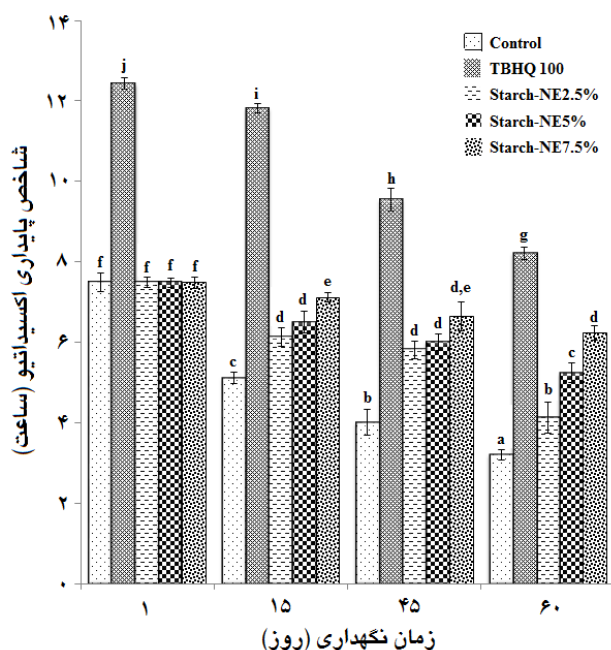 ۱۴
۱۲
۱۰
۸
۶
۴
۲
۰
شاخص پایداری اکسیداتیو (ساعت)
Control
TBHQ 100
Starch-NE2.5%
Starch-NE5%
Starch-NE7.5%
f j f f f
c i d d e
b h d d d,e
a g b c d
۱ ۱۵ ۴۵ ۶۰
زمان نگهداری (روز)